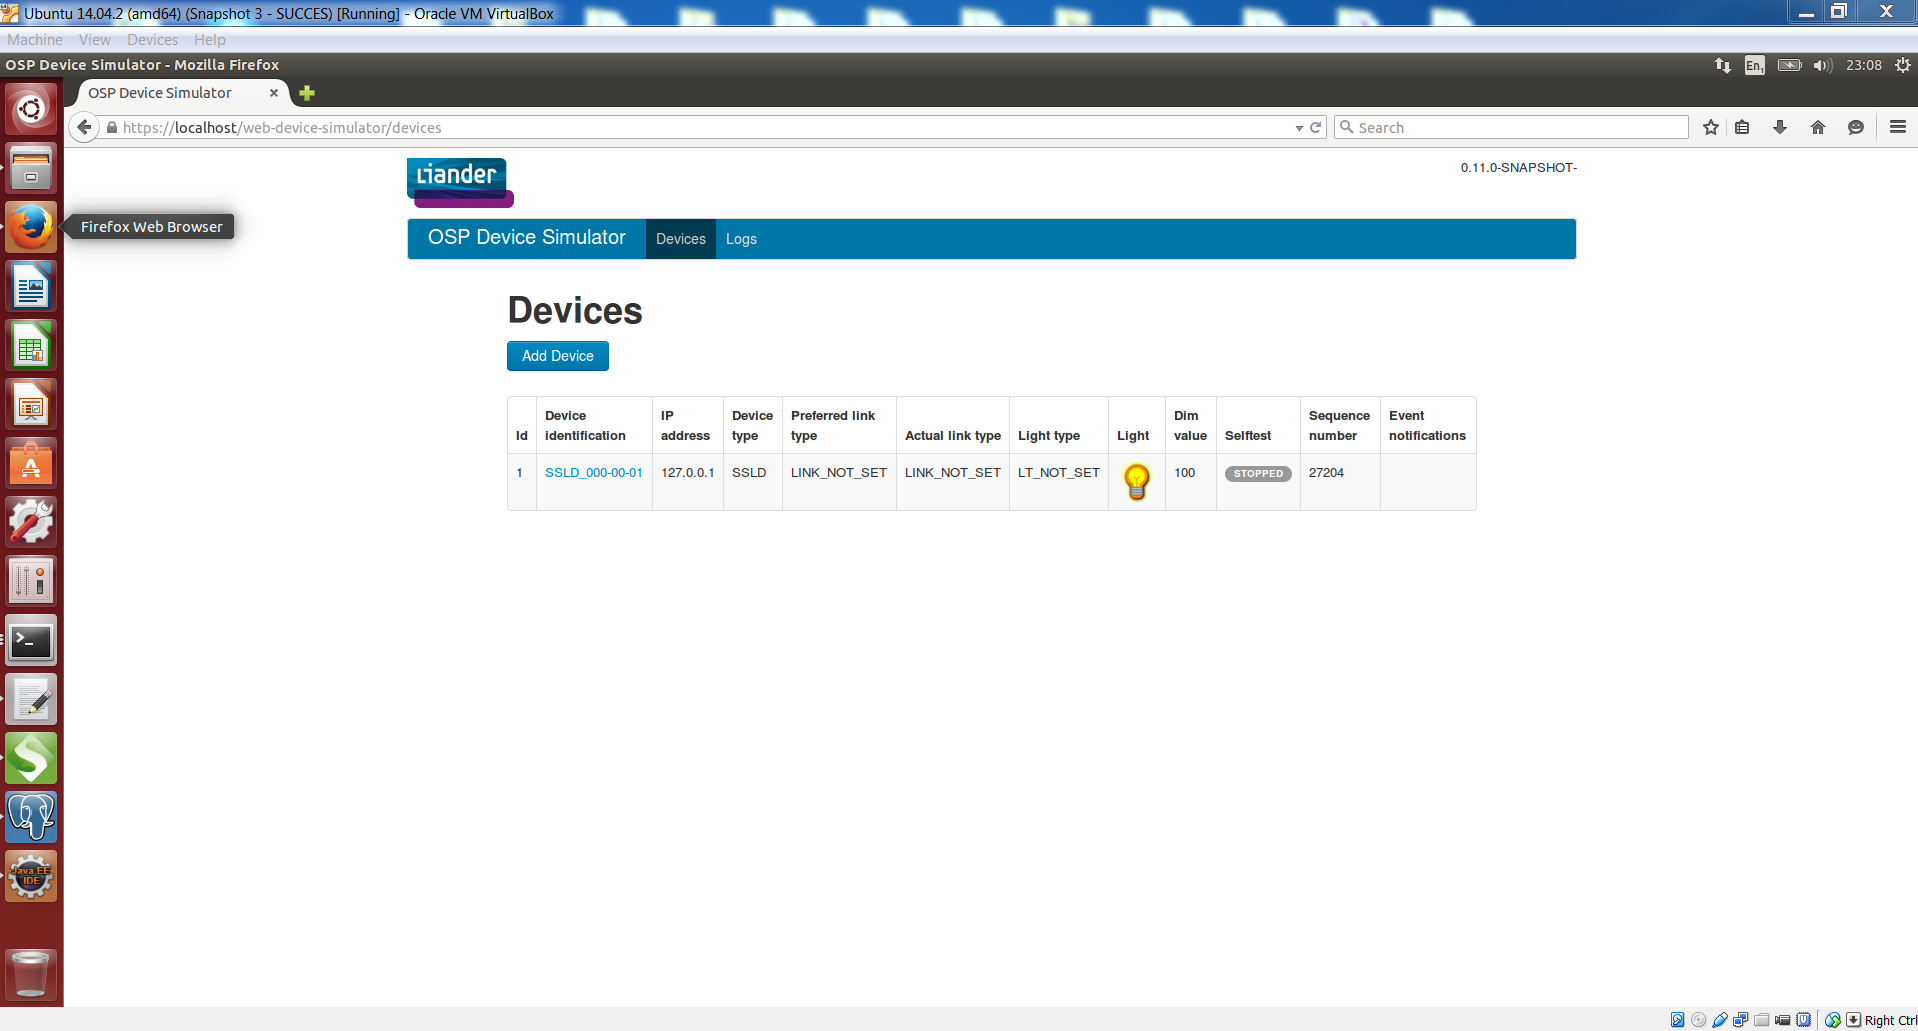 Ubuntu 14.04.2 (amd64) (Snapshot 3 - SUCCES) [Running] - Oracle VM VirtualBox
Machine View Devices Help
OSP Device Simulator - Mozilla Firefox
En1 23:08
OSP Device Simulator
https://localhost/web-device-simulator/devices
Search
Liander
0.11.0-SNAPSHOT-
Firefox Web Browser
OSP Device Simulator Devices Logs
Devices
Add Device
Id Device identification IP address Device type Preferred link type Actual link type Light type Light Dim value Selftest Sequence number Event notifications
1 SSLD_000-00-01 127.0.0.1 SSLD LINK_NOT_SET LINK_NOT_SET LT_NOT_SET 100 STOPPED 27204
Java EE
IDE
Right Ctrl